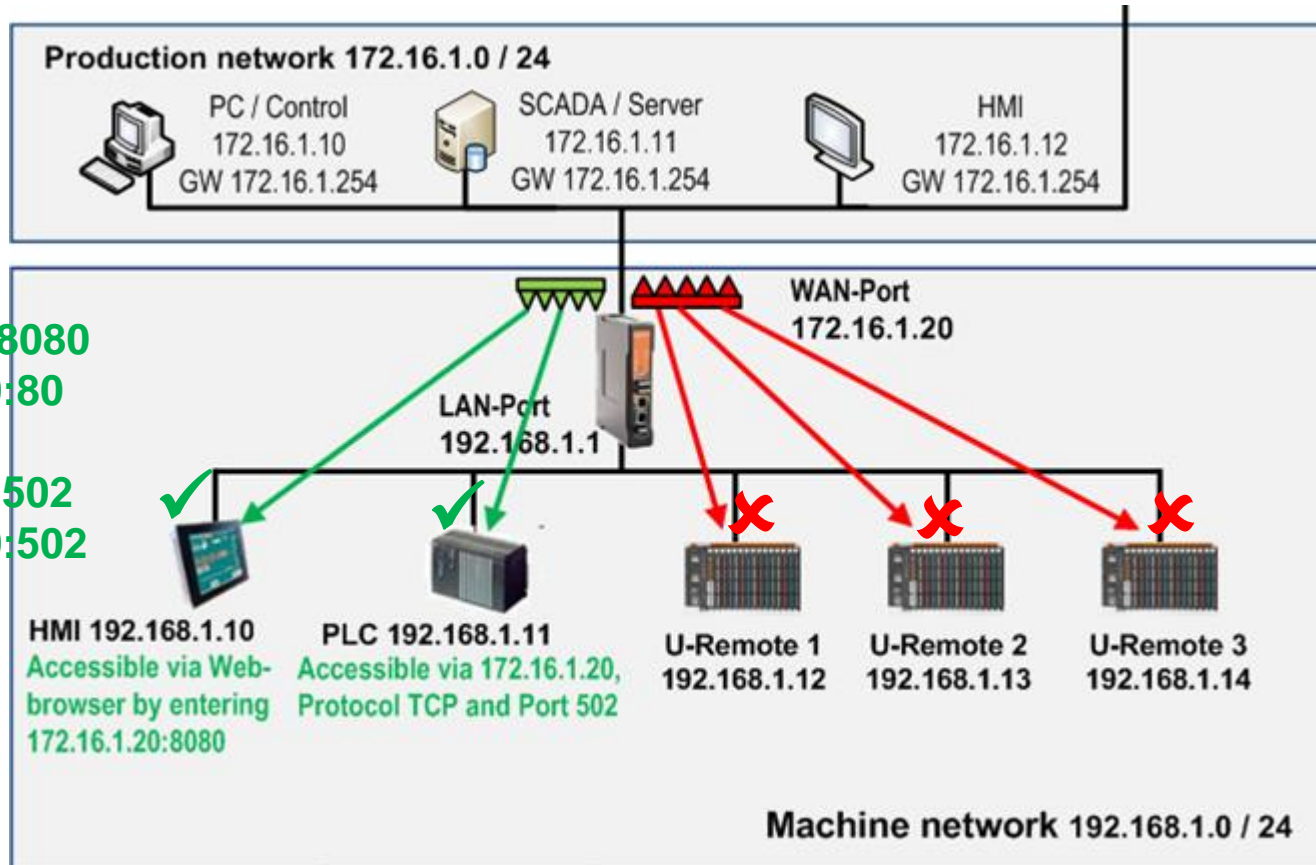 Production network 172.16.1.0 / 24
PC / Control
172.16.1.10
GW 172.16.1.254
SCADA / Server
172.16.1.11
GW 172.16.1.254
HMI
172.16.1.12
GW 172.16.1.254
WAN-Port
172.16.1.20
8080
:80
LAN-Port
192.168.1.1
502
:502
HMI 192.168.1.10
Accessible via Web-
browser by entering
172.16.1.20:8080
PLC 192.168.1.11
Accessible via 172.16.1.20,
Protocol TCP and Port 502
U-Remote 1
192.168.1.12
U-Remote 2
192.168.1.13
U-Remote 3
192.168.1.14
Machine network 192.168.1.0 / 24